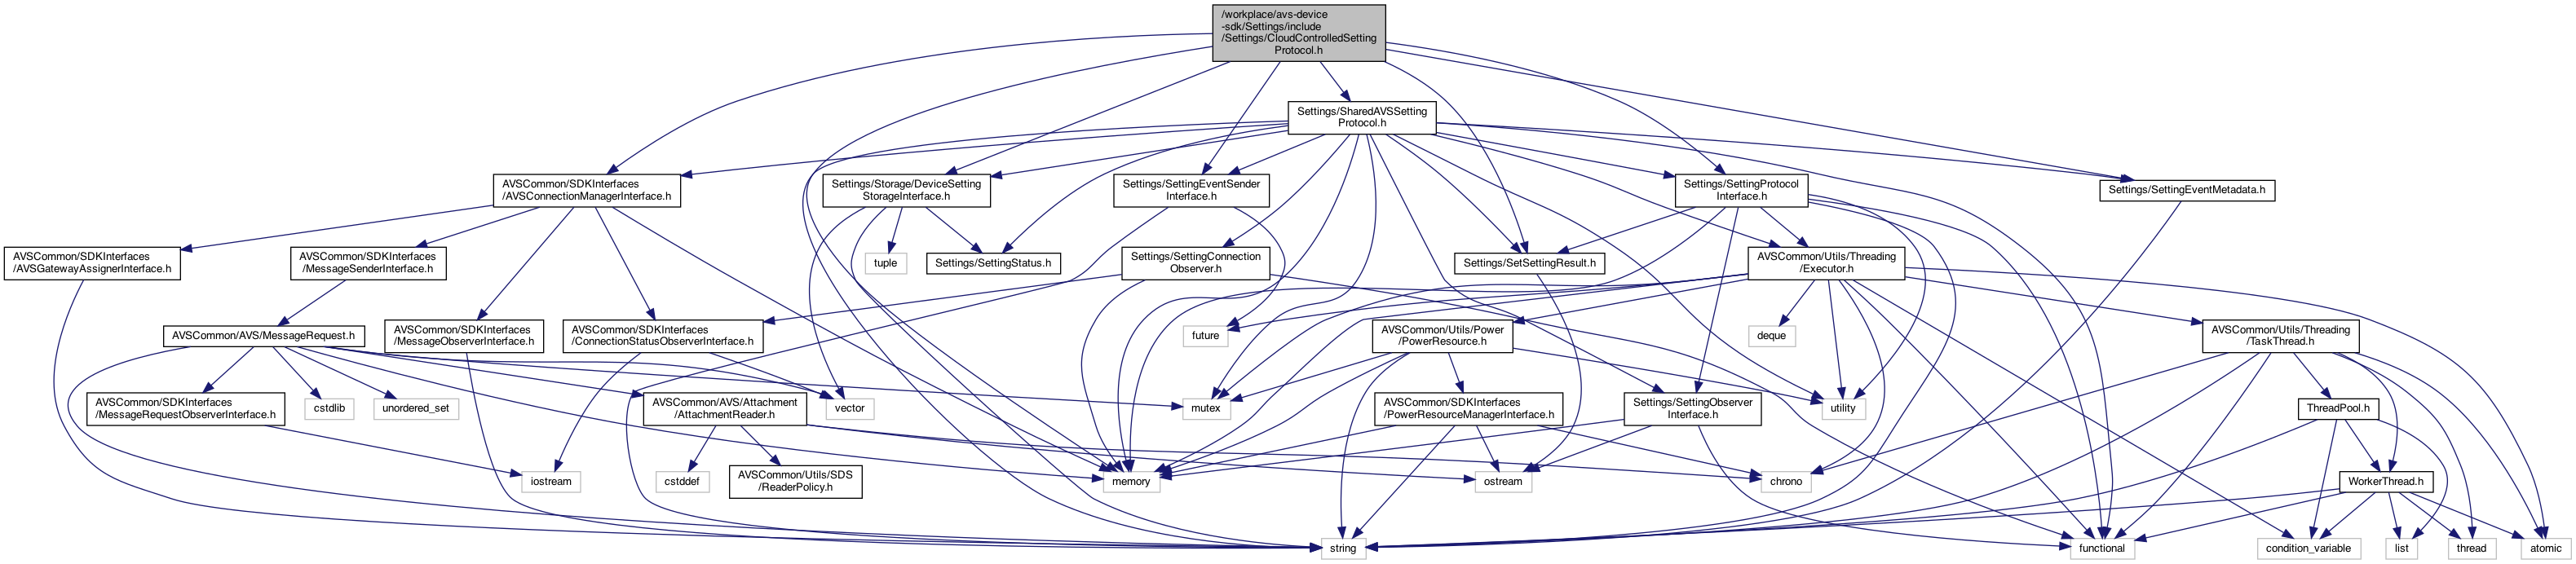 /workplace/avs-device
-sdk/Settings/include
/Settings/CloudControlledSetting
Protocol.h
Settings/SharedAVSSetting
Protocol.h
AVSCommon/SDKInterfaces
/AVSConnectionManagerInterface.h
Settings/Storage/DeviceSetting
StorageInterface.h
Settings/SettingEventSender
Interface.h
Settings/SettingProtocol
Interface.h
Settings/SettingEventMetadata.h
AVSCommon/SDKInterfaces
/AVSGatewayAssignerInterface.h
AVSCommon/SDKInterfaces
/MessageSenderInterface.h
tuple
Settings/SettingStatus.h
Settings/SettingConnection
Observer.h
Settings/SetSettingResult.h
AVSCommon/Utils/Threading
/Executor.h
AVSCommon/AVS/MessageRequest.h
AVSCommon/SDKInterfaces
/MessageObserverInterface.h
AVSCommon/SDKInterfaces
/ConnectionStatusObserverInterface.h
future
AVSCommon/Utils/Power
/PowerResource.h
deque
AVSCommon/Utils/Threading
/TaskThread.h
AVSCommon/SDKInterfaces
/MessageRequestObserverInterface.h
cstdlib
unordered_set
AVSCommon/AVS/Attachment
/AttachmentReader.h
vector
mutex
AVSCommon/SDKInterfaces
/PowerResourceManagerInterface.h
Settings/SettingObserver
Interface.h
utility
ThreadPool.h
iostream
cstddef
AVSCommon/Utils/SDS
/ReaderPolicy.h
memory
ostream
chrono
WorkerThread.h
string
functional
condition_variable
list
thread
atomic